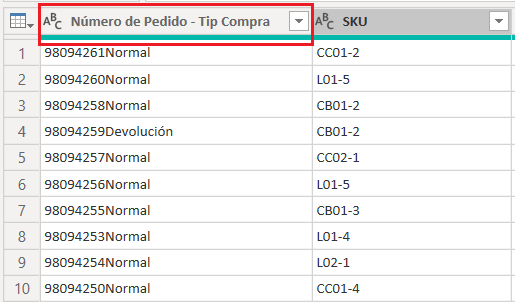 ABC Número de Pedido - Tip Compra ABC SKU
1 98094261Normal CC01-2
2 98094260Normal L01-5
3 98094258Normal CB01-2
4 98094259Devolución CB01-2
5 98094257Normal CC02-1
6 98094256Normal L01-5
7 98094255Normal CB01-3
8 98094253Normal L01-4
9 98094254Normal L02-1
10 98094250Normal CC01-4